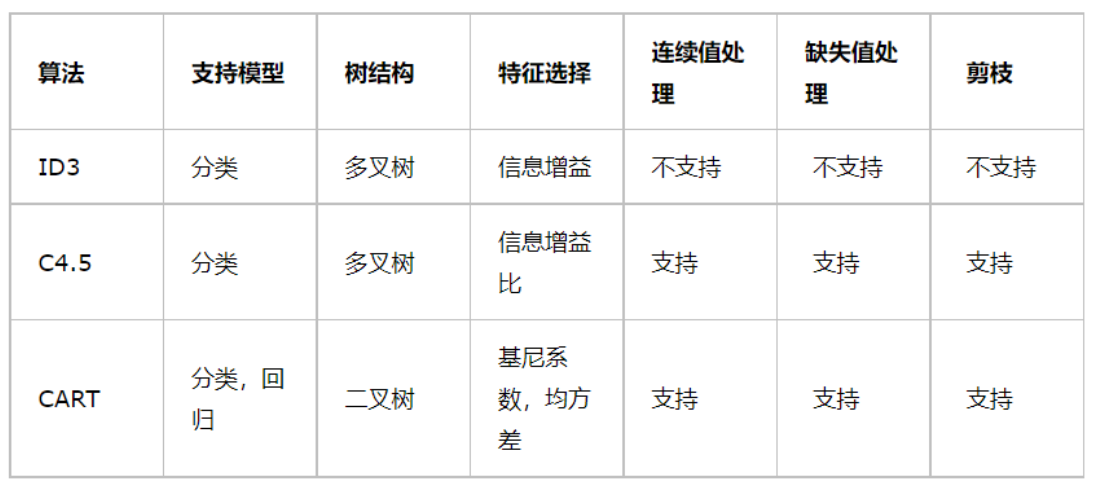 算法 支持模型 树结构 特征选择 连续值处
理 缺失值处
理 剪枝
ID3 分类 多叉树 信息增益 不支持 不支持 不支持
C4.5 分类 多叉树 信息增益
比 支持 支持 支持
CART 分类，回
归 二叉树 基尼系
数，均方
差 支持 支持 支持